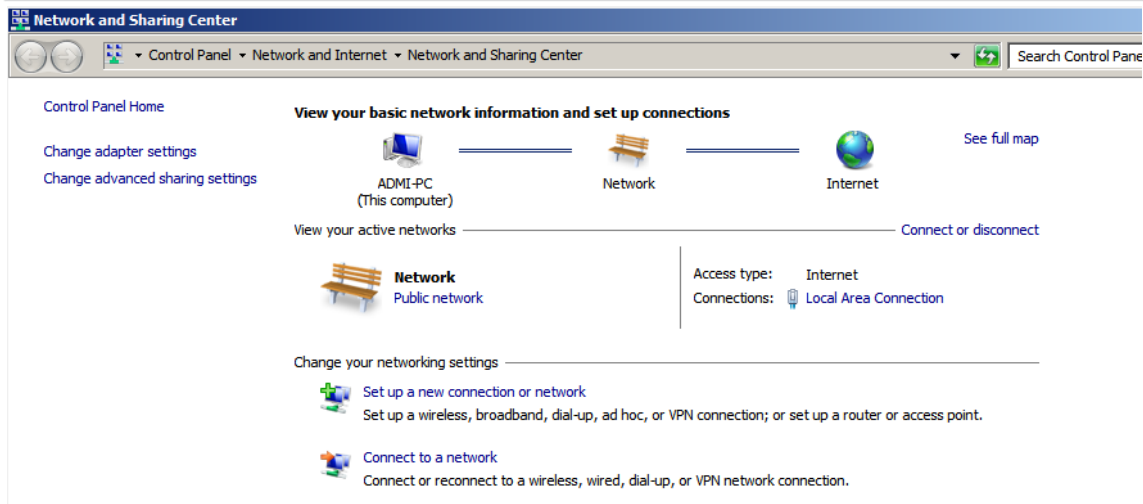 Network and Sharing Center
Control Panel Network and Internet Network and Sharing Center
Search Control Pane
Control Panel Home
Change adapter settings
Change advanced sharing settings
View your basic network information and set up connections
See full map
ADMI-PC
(This computer)
Network
Internet
View your active networks
Connect or disconnect
Network
Public network
Access type: Internet
Connections: Local Area Connection
Change your networking settings
Set up a new connection or network
Set up a wireless, broadband, dial-up, ad hoc, or VPN connection; or set up a router or access point.
Connect to a network
Connect or reconnect to a wireless, wired, dial-up, or VPN network connection.